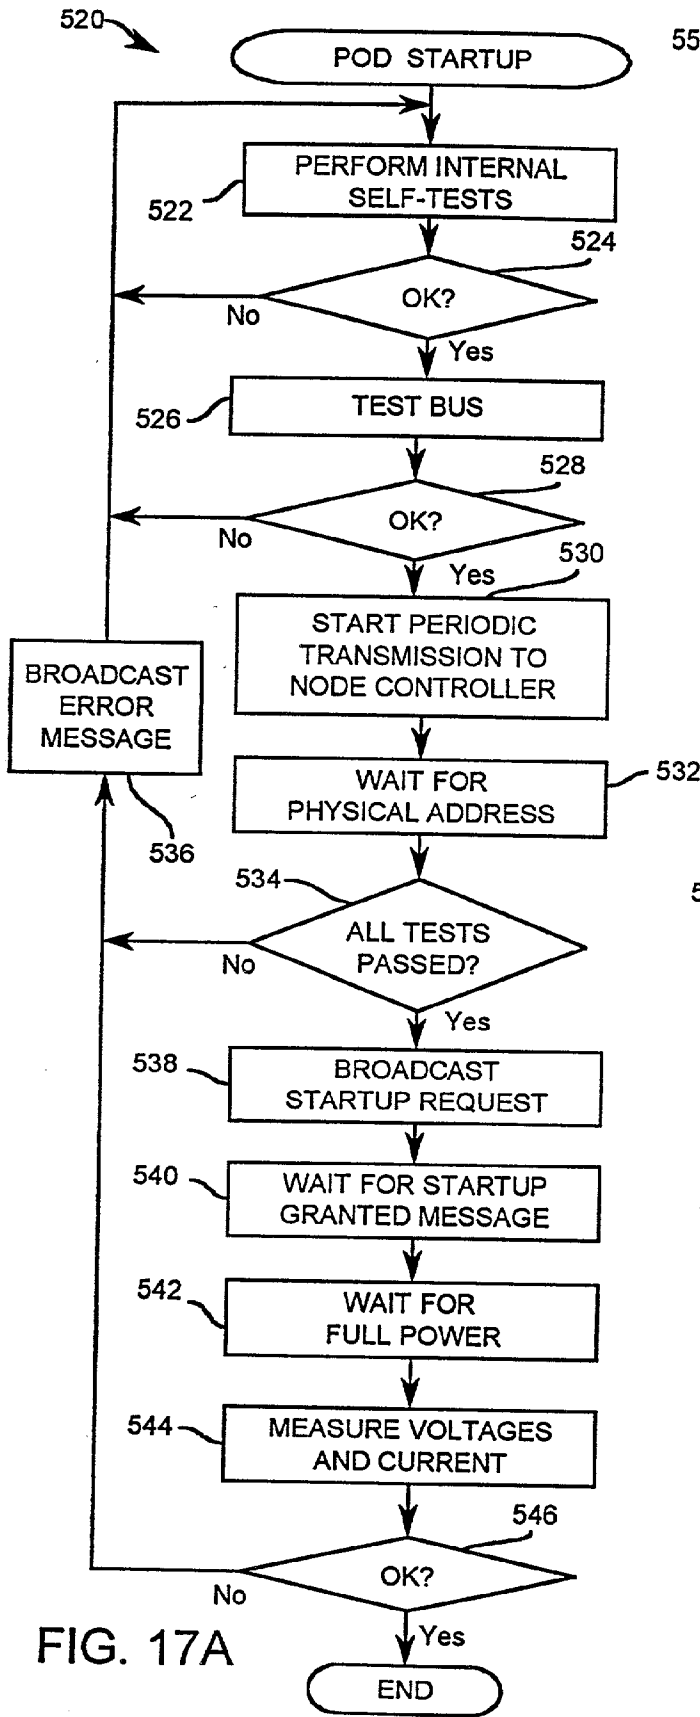 520
POD STARTUP
55
PERFORM INTERNAL
SELF-TESTS
522
524
OK?
No
Yes
TEST BUS
526
528
OK?
No
Yes
530
START PERIODIC
TRANSMISSION TO
NODE CONTROLLER
BROADCAST
ERROR
MESSAGE
536
WAIT FOR
PHYSICAL ADDRESS
532
534
5
ALL TESTS
PASSED?
No
Yes
538
BROADCAST
STARTUP REQUEST
540
WAIT FOR STARTUP
GRANTED MESSAGE
542
WAIT FOR
FULL POWER
544
MEASURE VOLTAGES
AND CURRENT
546
OK?
No
Yes
FIG. 17A
END